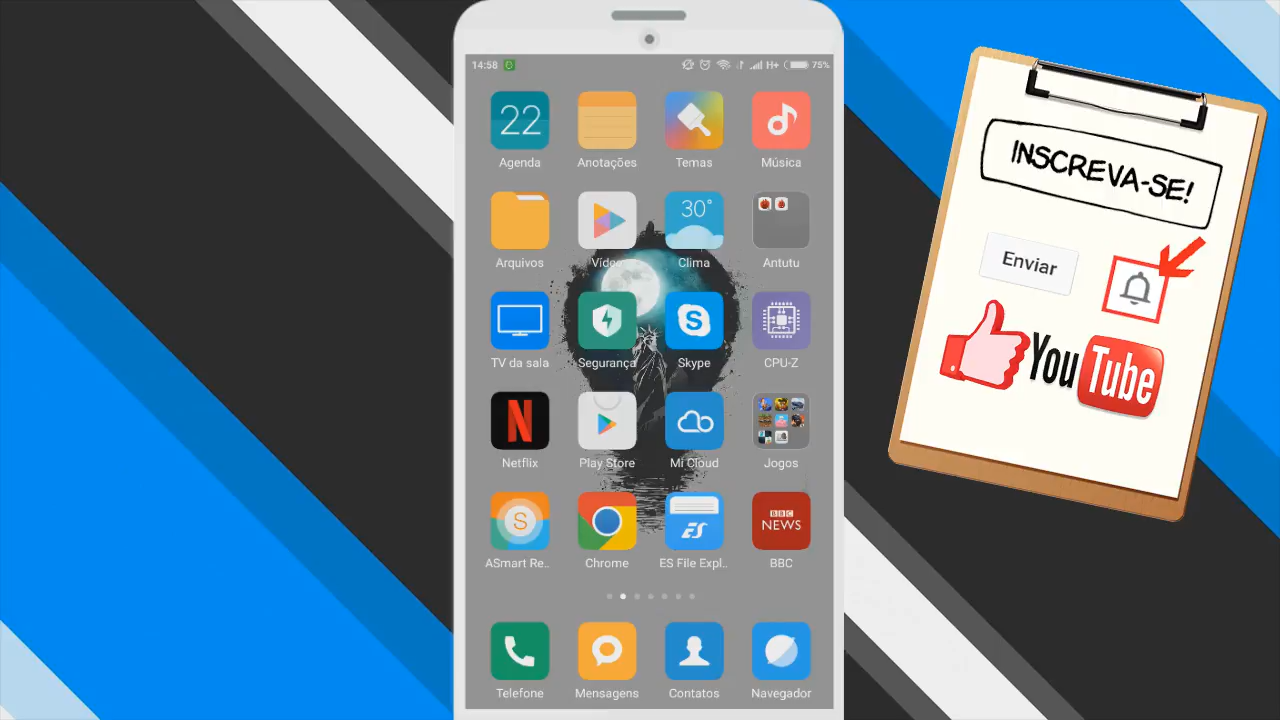 14:58 H+ 75%
22 30°
Agenda Anotações Temas Música
Arquivos Vídeo Clima Antutu
TV da sala Segurança Skype CPU-Z
N
Netflix Play Store Mi Cloud Jogos
S ES BBC NEWS
ASmart Re.. Chrome ES File Expl.. BBC
Telefone Mensagens Contatos Navegador
INSCREVA-SE!
Enviar
YouTube